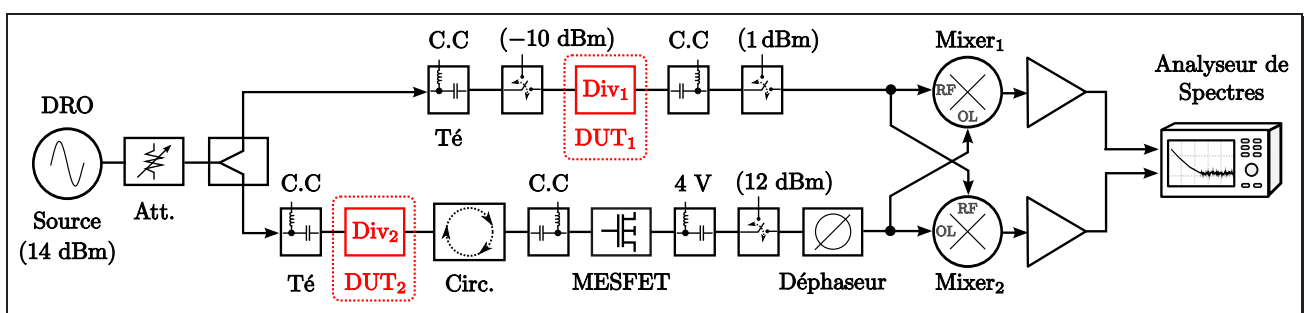 C.C
(−10 dBm)
C.C
(1 dBm)
Mixer₁
Analyseur de
Spectres
DRO
Div₁
RF
OL
Té
DUT₁
C.C
C.C
4 V
(12 dBm)
Att.
Source
(14 dBm)
Div₂
RF
OL
Té
DUT₂
Circ.
MESFET
Déphaseur
Mixer₂